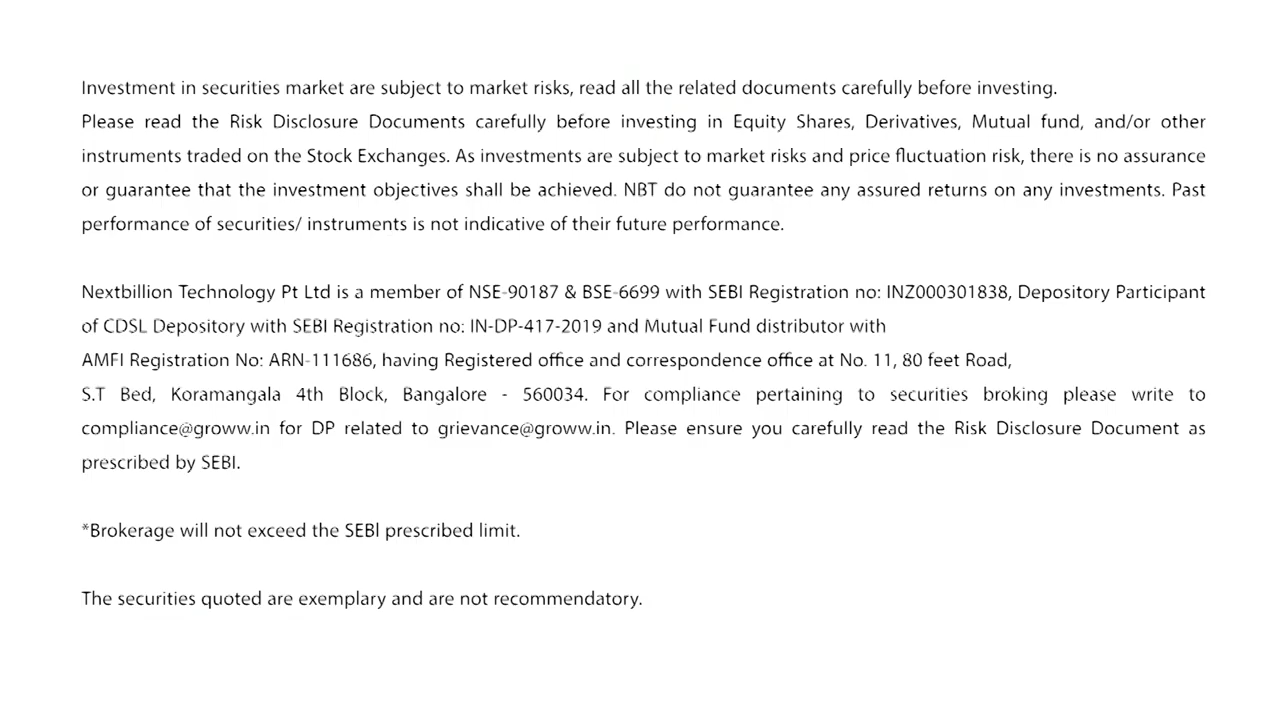 Investment in securities market are subject to market risks, read all the related documents carefully before investing.
Please read the Risk Disclosure Documents carefully before investing in Equity Shares, Derivatives, Mutual fund, and/or other
instruments traded on the Stock Exchanges. As investments are subject to market risks and price fluctuation risk, there is no assurance
or guarantee that the investment objectives shall be achieved. NBT do not guarantee any assured returns on any investments. Past
performance of securities/ instruments is not indicative of their future performance.
Nextbillion Technology Pt Ltd is a member of NSE-90187 & BSE-6699 with SEBI Registration no: INZ000301838, Depository Participant
of CDSL Depository with SEBI Registration no: IN-DP-417-2019 and Mutual Fund distributor with
AMFI Registration No: ARN-111686, having Registered office and correspondence office at No. 11, 80 feet Road,
S.T Bed, Koramangala 4th Block, Bangalore - 560034. For compliance pertaining to securities broking please write to
compliance@groww.in for DP related to grievance@groww.in. Please ensure you carefully read the Risk Disclosure Document as
prescribed by SEBI.
*Brokerage will not exceed the SEBI prescribed limit.
The securities quoted are exemplary and are not recommendatory.